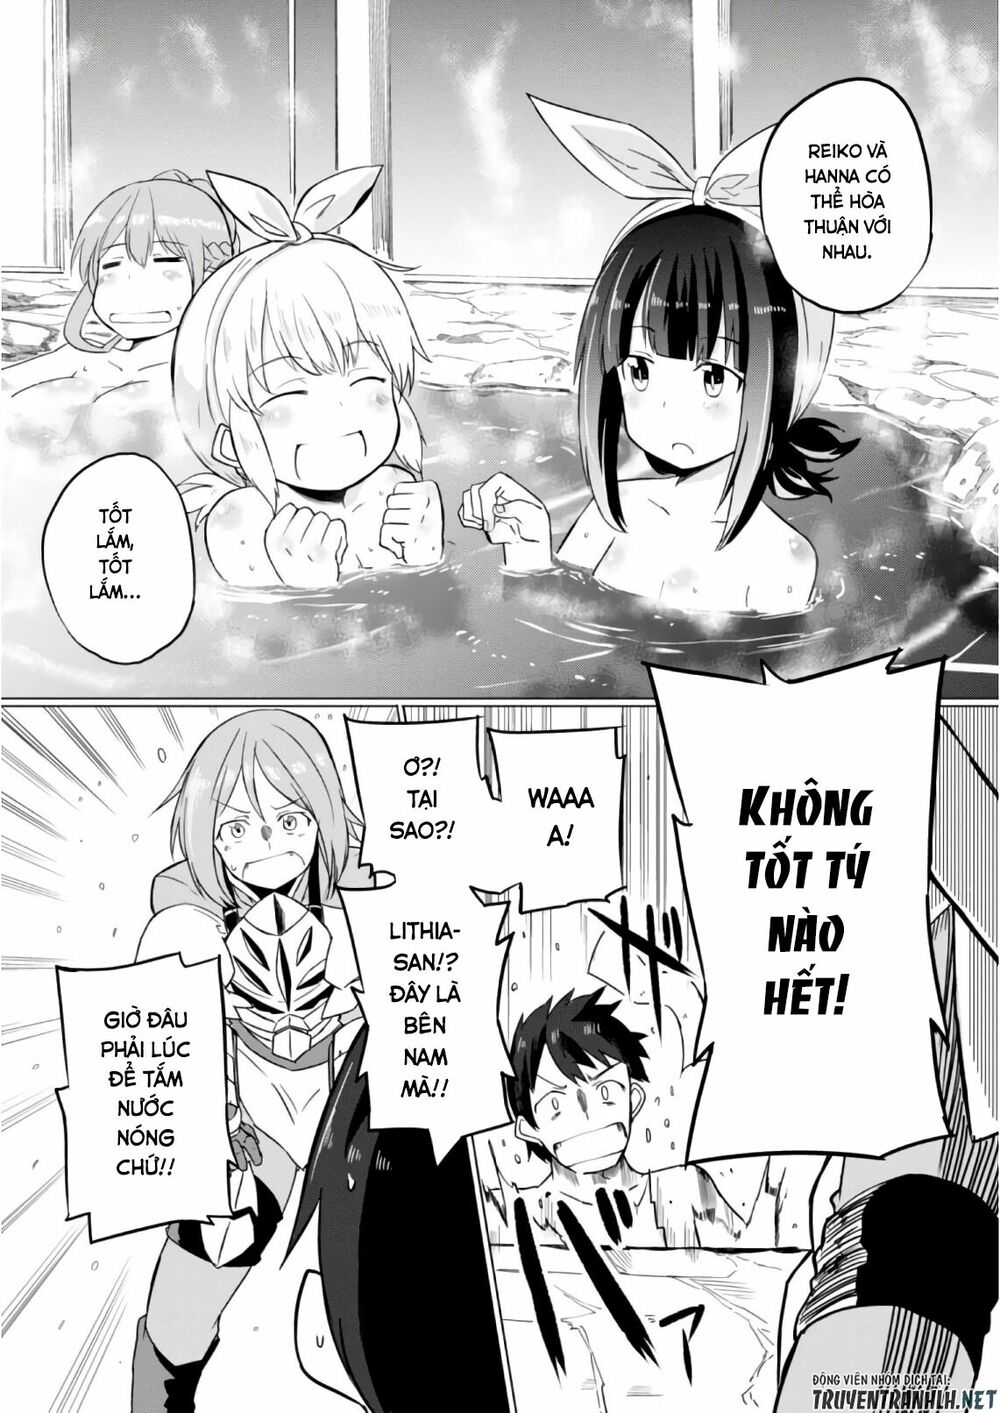 REIKO VÀ
HANNA CÓ
THỂ HÒA
THUẬN VỚI
NHAU.
TỐT
LẮM,
TỐT
LẮM...
KHÔNG
TỐT TÝ
NÀO
HẾT!
WAAA
A!
Ơ?!
TẠI
SAO?!
LITHIA-
SAN!?
ĐÂY LÀ
BÊN
NAM
MÀ!!
GIỜ ĐÂU
PHẢI LÚC
ĐỂ TẮM
NƯỚC
NÓNG
CHỨ!!
ĐỘNG VIÊN NHÓM DỊCH TẠI:
TRUYENTRANHLH.NET